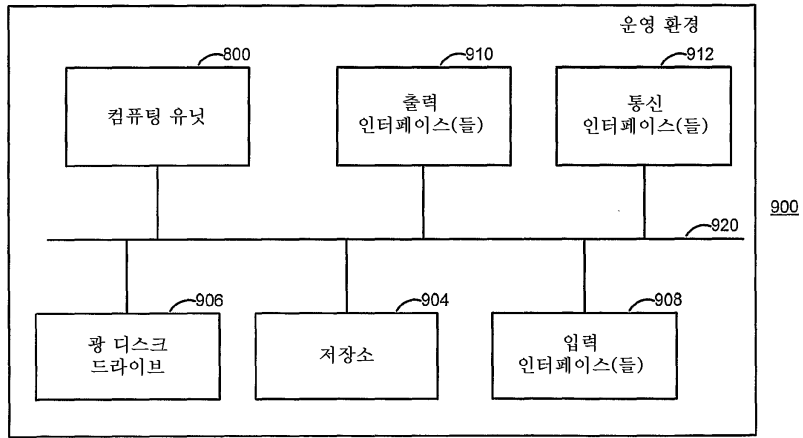 운영 환경
800
컴퓨팅 유닛
910
출력
인터페이스(들)
912
통신
인터페이스(들)
900
920
906
광 디스크
드라이브
904
저장소
908
입력
인터페이스(들)